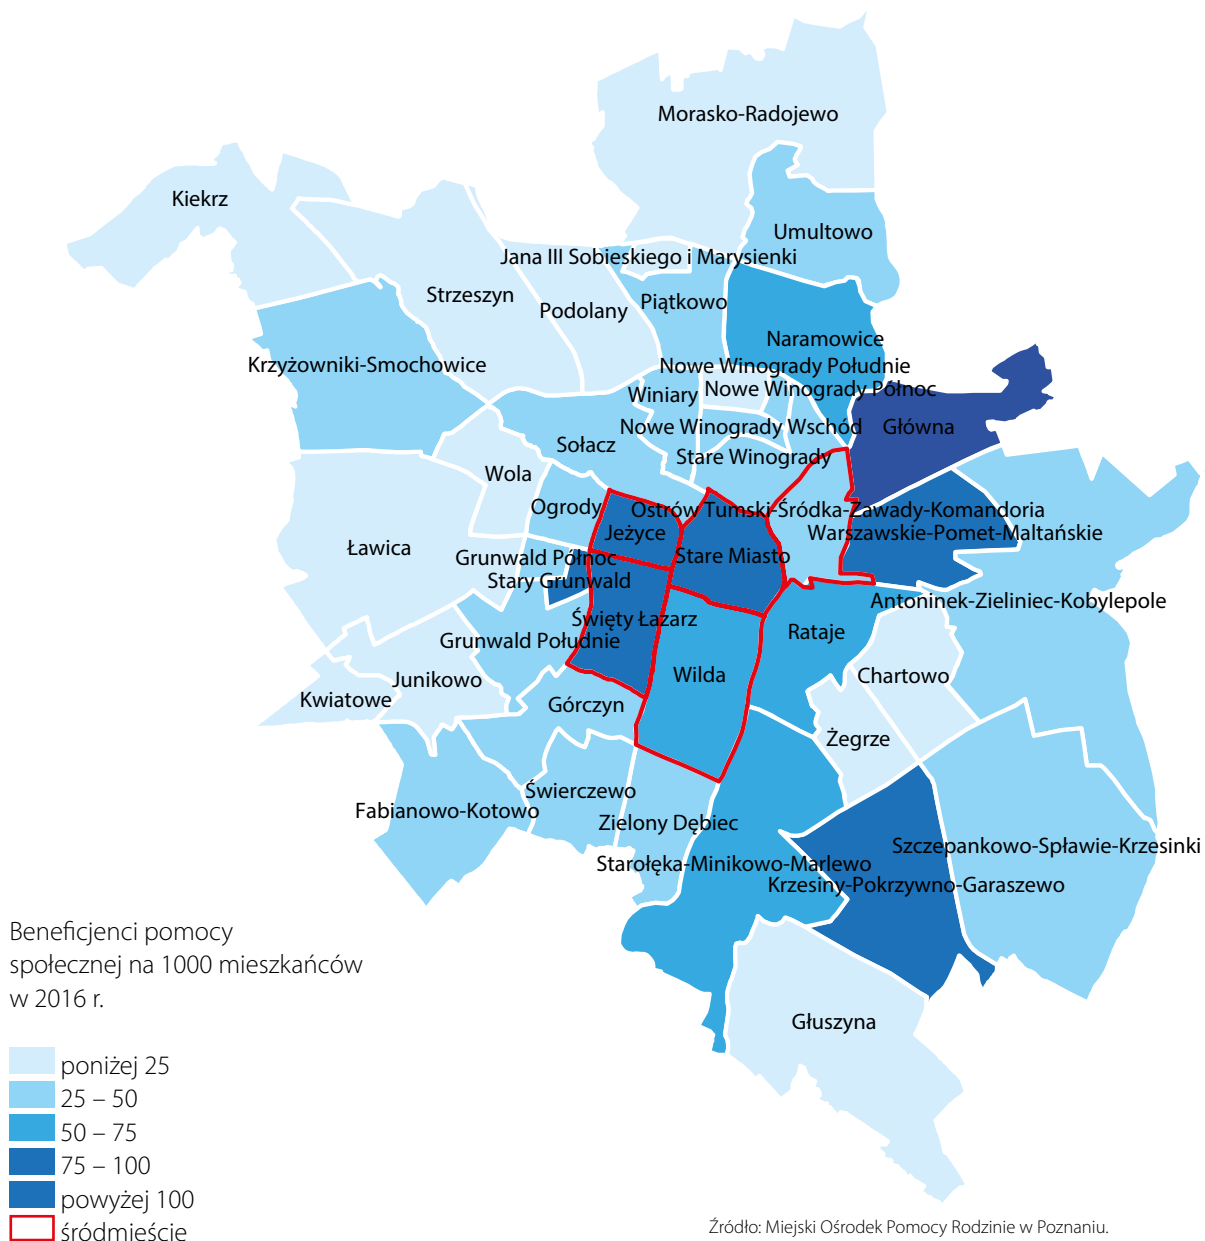 Morasko-Radojewo
Kiekrz
Umultowo
Jana III Sobieskiego i Marysienki
Strzeszyn
Podolany
Piątkowo
Naramowice
Krzyżowniki-Smochowice
Nowe Winogrady Południe
Winiary
Nowe Winogrady Północ
Nowe Winogrady Wschód
Główna
Sołacz
Stare Winogrady
Wola
Ogrody
Ostrów Tumski-Śródka-Zawady-Komandoria
Jeżyce
Warszawskie-Pomet-Maltańskie
Ławica
Grunwald Północ
Stare Miasto
Stary Grunwald
Antoninek-Zieliniec-Kobylepole
Święty Łazarz
Rataje
Grunwald Południe
Wilda
Chartowo
Junikowo
Kwiatowe
Górczyn
Żegrze
Świerczewo
Fabianowo-Kotowo
Zielony Dębiec
Szczepankowo-Spławie-Krzesinki
Starołęka-Minikowo-Marlewo
Krzesiny-Pokrzywno-Garaszewo
Głuszyna
Beneficjenci pomocy
społecznej na 1000 mieszkańców
w 2016 r.
poniżej 25
25 – 50
50 – 75
75 – 100
powyżej 100
śródmieście
Źródło: Miejski Ośrodek Pomocy Rodzinie w Poznaniu.